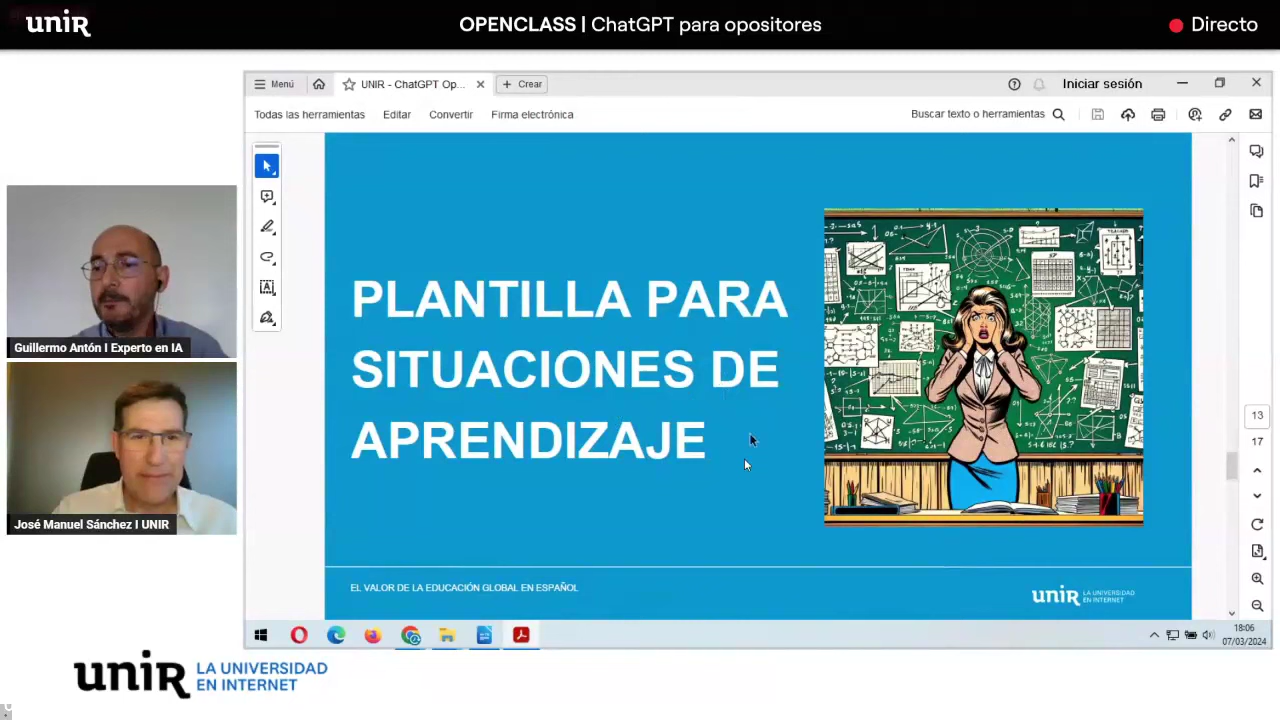 unir
OPENCLASS | ChatGPT para opositores
Directo
Menú
UNIR - ChatGPT Op...
Crear
Iniciar sesión
Todas las herramientas
Editar
Convertir
Firma electrónica
Buscar texto o herramientas
PLANTILLA PARA
SITUACIONES DE
APRENDIZAJE
Guillermo Antón I Experto en IA
José Manuel Sánchez I UNIR
13
17
EL VALOR DE LA EDUCACIÓN GLOBAL EN ESPAÑOL
unir
LA UNIVERSIDAD
EN INTERNET
18:06
07/03/2024
unir
LA UNIVERSIDAD
EN INTERNET